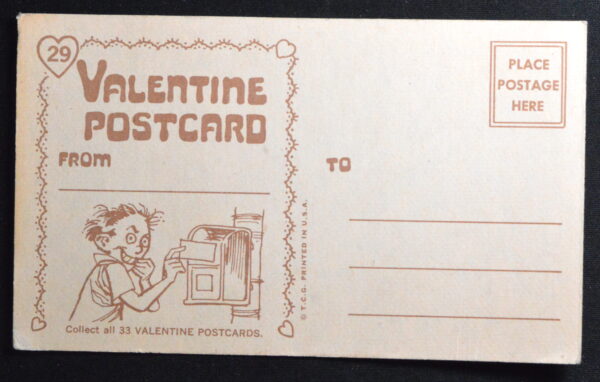 29
VALENTINE
POSTCARD
FROM
Collect all 33 VALENTINE POSTCARDS.
© T.C.G. PRINTED IN U.S.A.
TO
PLACE
POSTAGE
HERE